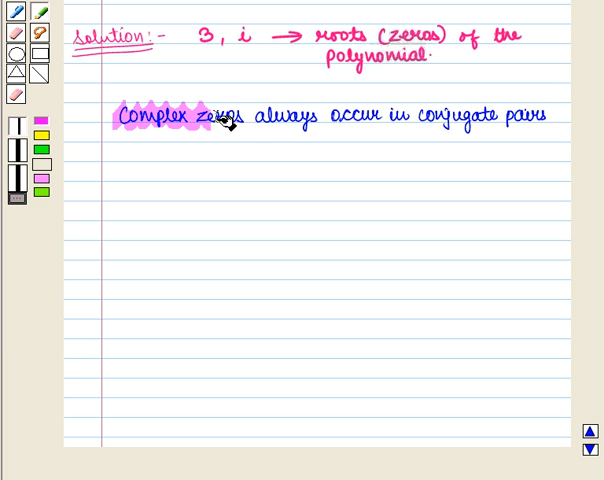 Solution:- 3, i → roots (zeros) of the
polynomial.
Complex zeros always occur in conjugate pairs